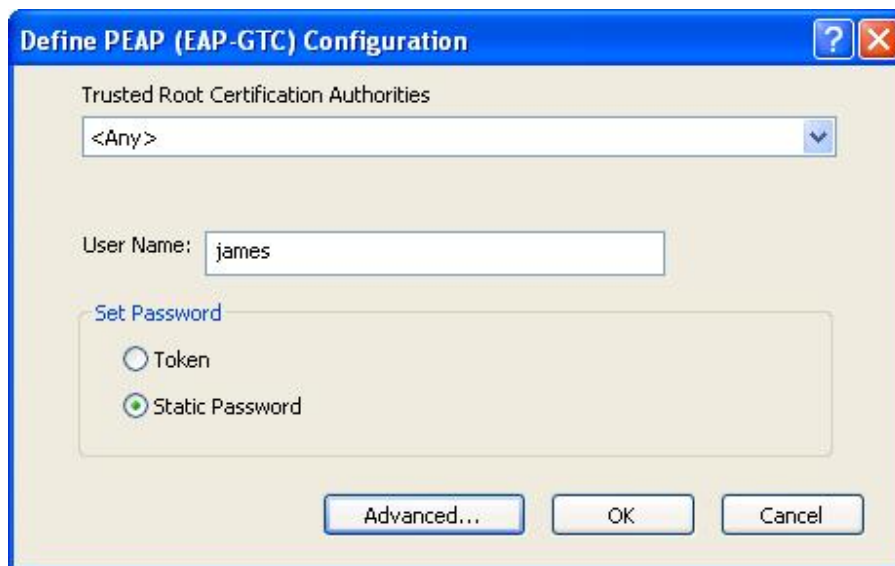 Define PEAP (EAP-GTC) Configuration
Trusted Root Certification Authorities
<Any>
User Name: james
Set Password
Token
Static Password
Advanced... OK Cancel